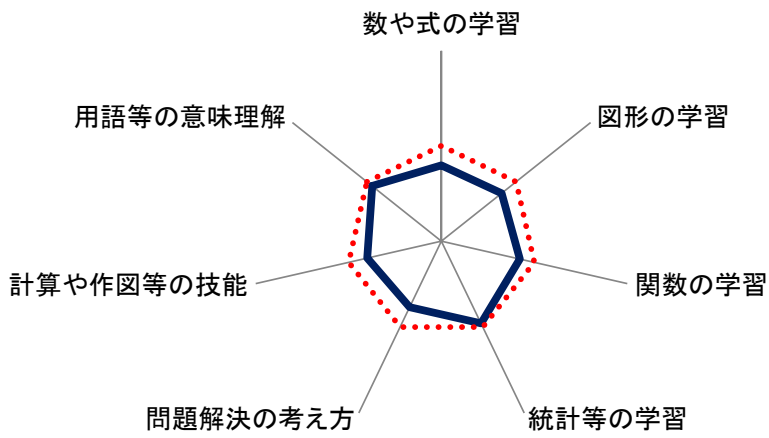 数や式の学習
図形の学習
関数の学習
統計等の学習
問題解決の考え方
計算や作図等の技能
用語等の意味理解